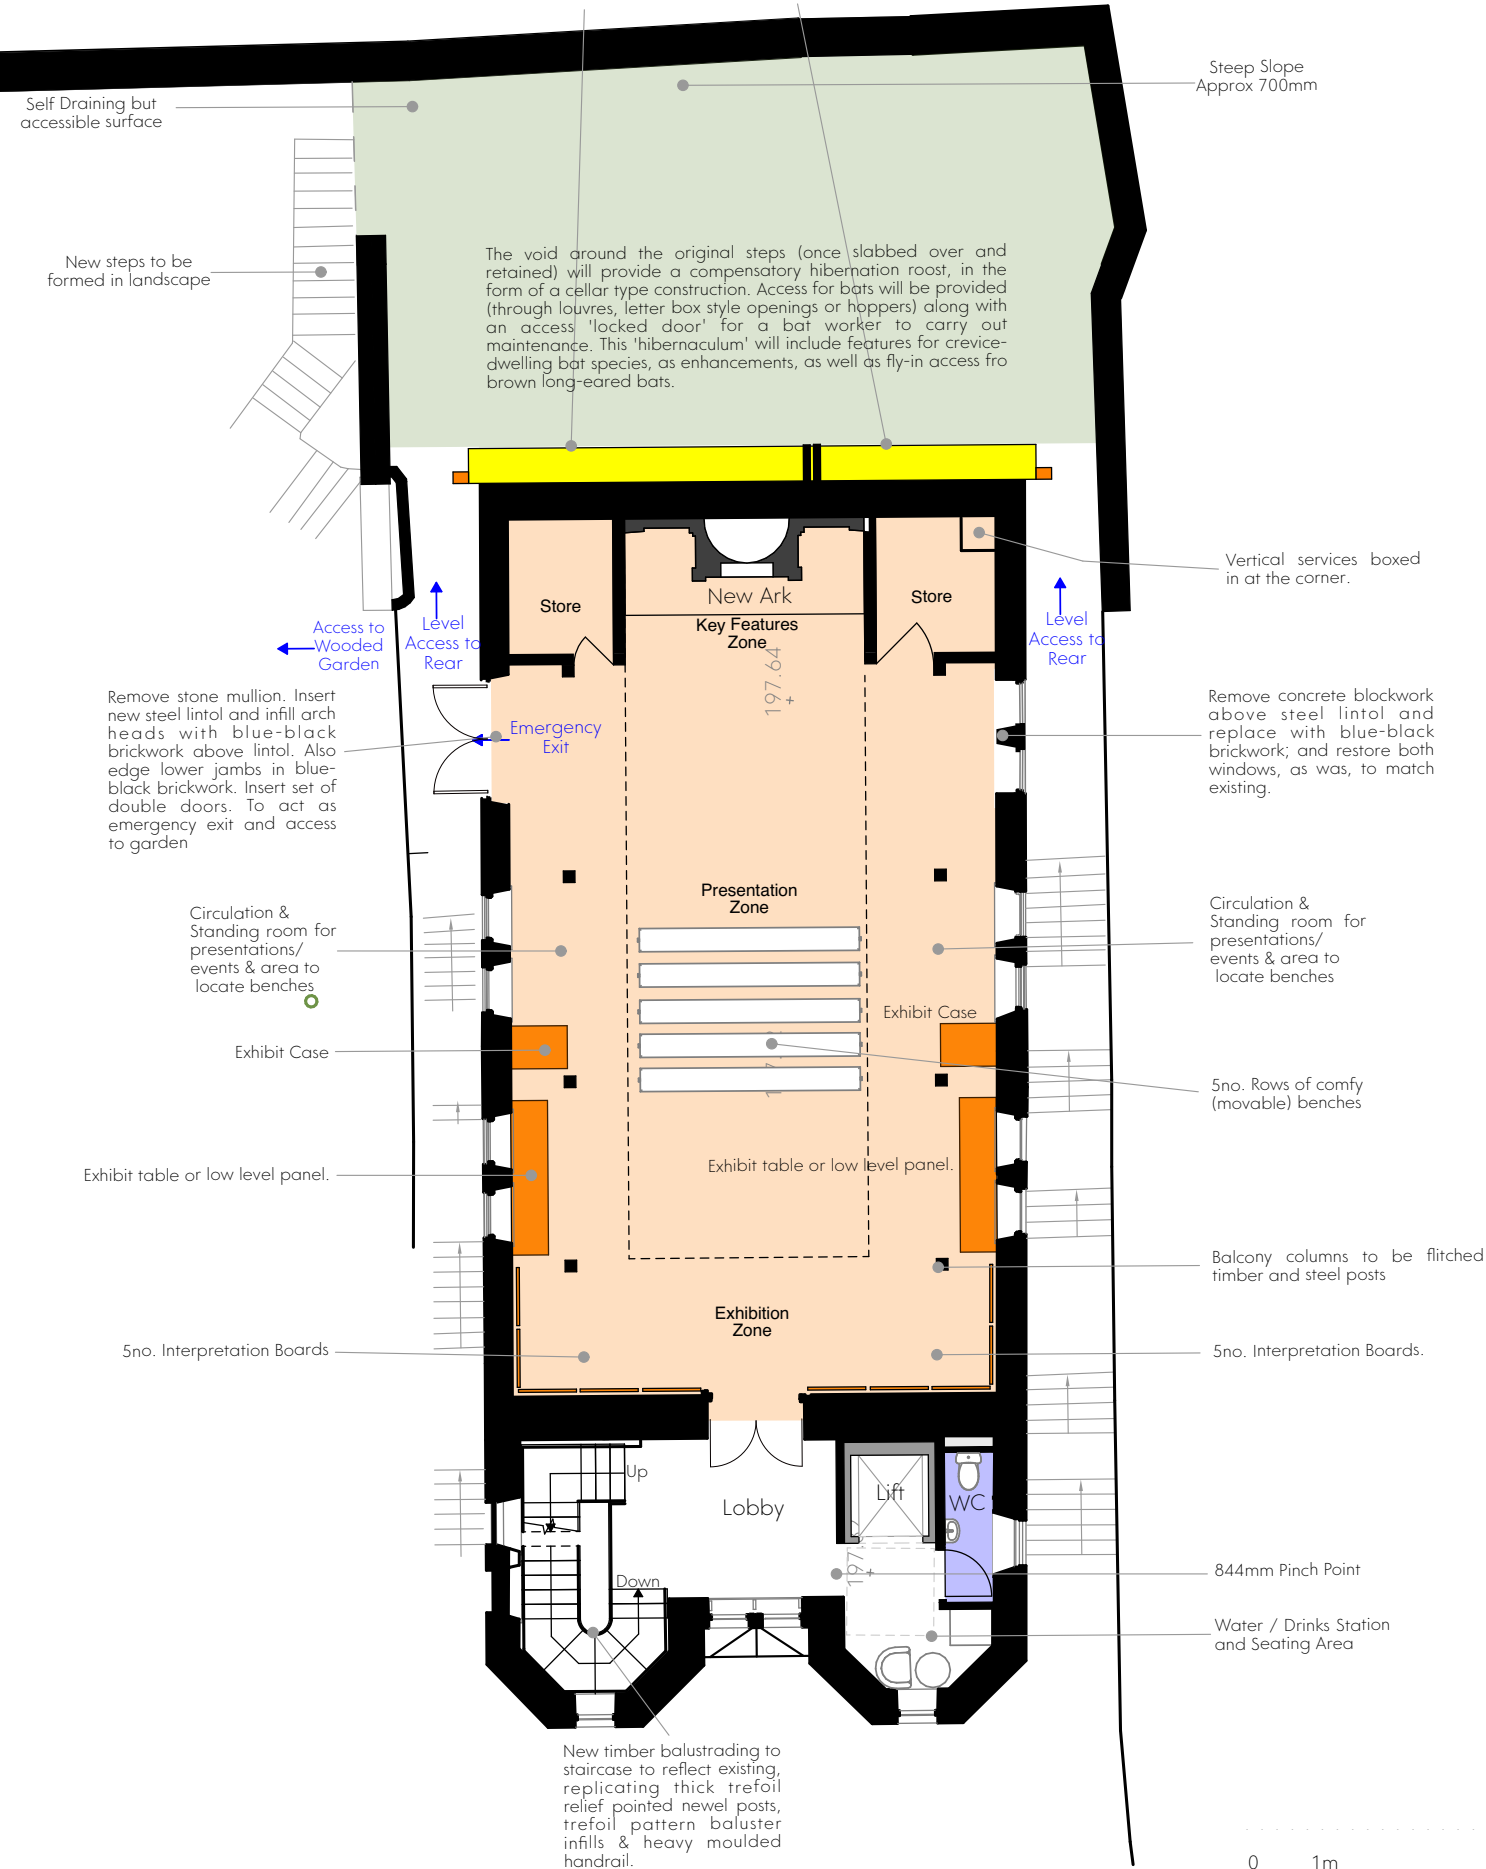 Steep Slope
Approx 700mm
Self Draining but
accessible surface
New steps to be
formed in landscape
The void around the original steps (once slabbed over and
retained) will provide a compensatory hibernation roost, in the
form of a cellar type construction. Access for bats will be provided
(through louvres, letter box style openings or hoppers) along with
an access 'locked door' for a bat worker to carry out
maintenance. This 'hibernaculum' will include features for crevice-
dwelling bat species, as enhancements, as well as fly-in access fro
brown long-eared bats.
Vertical services boxed
in at the corner.
Store
New Ark
Store
Key Features
Zone
197.64
Access to
Wooded
Garden
Level
Access to
Rear
Level
Access to
Rear
Remove stone mullion. Insert
new steel lintol and infill arch
heads with blue-black
brickwork above lintol. Also
edge lower jambs in blue-
black brickwork. Insert set of
double doors. To act as
emergency exit and access
to garden
Emergency
Exit
Remove concrete blockwork
above steel lintol and
replace with blue-black
brickwork; and restore both
windows, as was, to match
existing.
Presentation
Zone
Circulation &
Standing room for
presentations/
events & area to
locate benches
Circulation &
Standing room for
presentations/
events & area to
locate benches
Exhibit Case
Exhibit Case
5no. Rows of comfy
(movable) benches
Exhibit table or low level panel.
Exhibit table or low level panel.
Balcony columns to be flitched
timber and steel posts
Exhibition
Zone
5no. Interpretation Boards
5no. Interpretation Boards.
Up
Lobby
Lift
WC
Down
844mm Pinch Point
Water / Drinks Station
and Seating Area
New timber balustrading to
staircase to reflect existing,
replicating thick trefoil
relief pointed newel posts,
trefoil pattern baluster
infills & heavy moulded
handrail.
0 1m